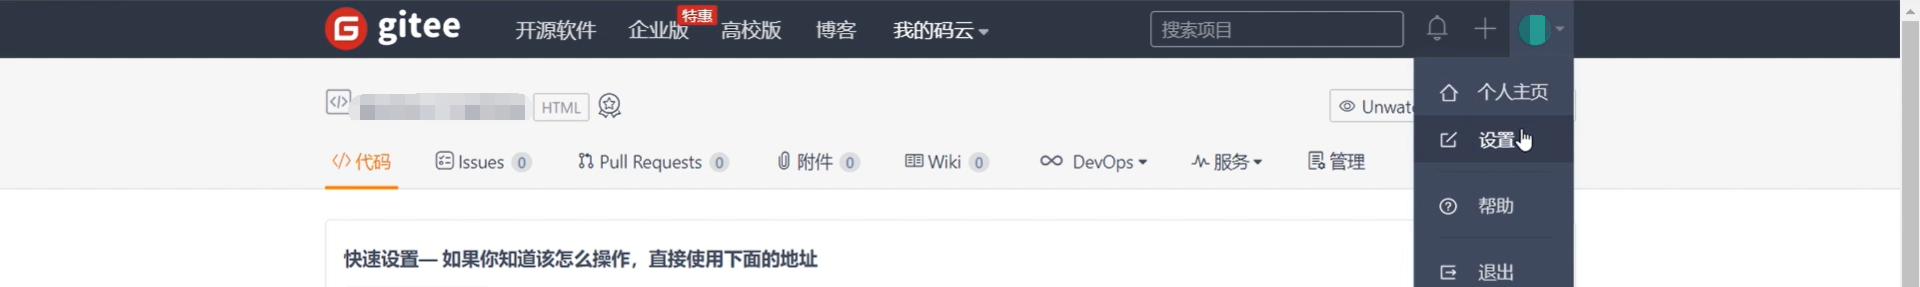 gitee 开源软件 企业版 特惠 高校版 博客 我的码云 搜索项目
HTML Unwatc
个人主页
设置
代码 Issues 0 Pull Requests 0 附件 0 Wiki 0 DevOps 服务 管理
帮助
快速设置— 如果你知道该怎么操作，直接使用下面的地址
退出